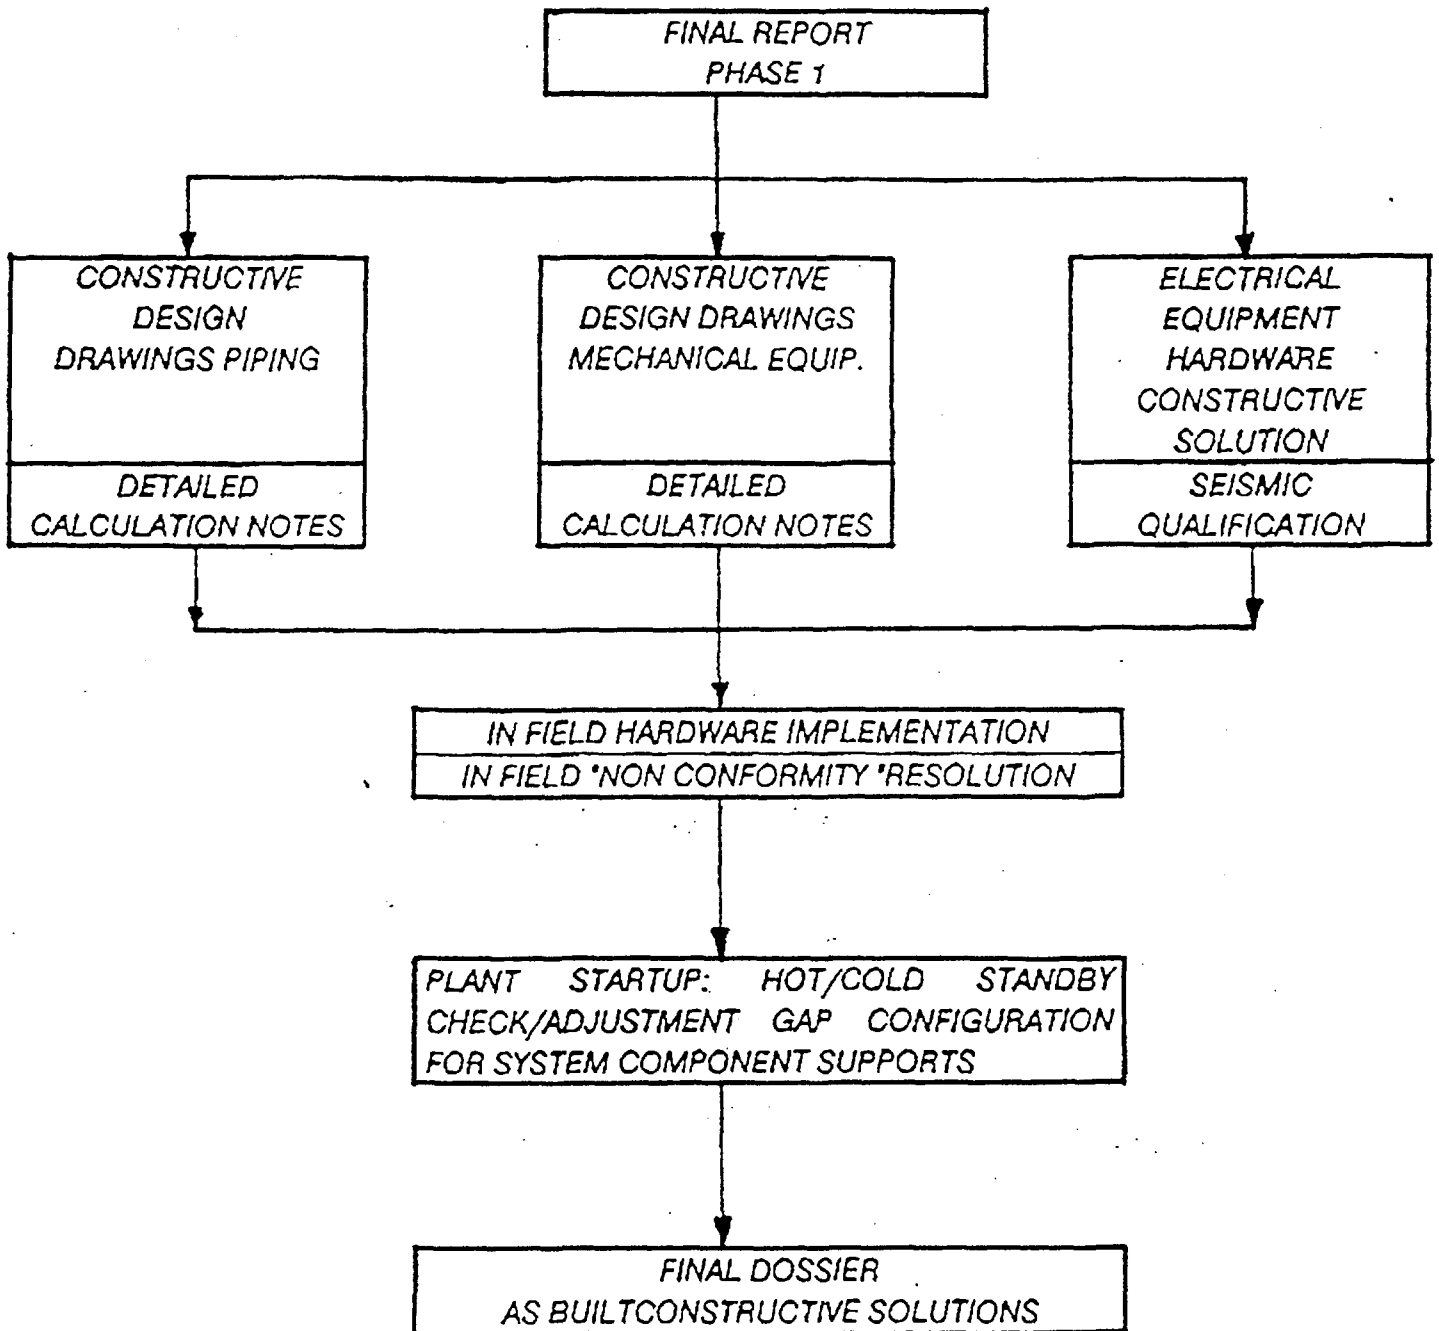 FINAL REPORT
PHASE 1
CONSTRUCTIVE
DESIGN
DRAWINGS PIPING
DETAILED
CALCULATION NOTES
CONSTRUCTIVE
DESIGN DRAWINGS
MECHANICAL EQUIP.
DETAILED
CALCULATION NOTES
ELECTRICAL
EQUIPMENT
HARDWARE
CONSTRUCTIVE
SOLUTION
SEISMIC
QUALIFICATION
IN FIELD HARDWARE IMPLEMENTATION
IN FIELD "NON CONFORMITY "RESOLUTION
PLANT STARTUP: HOT/COLD STANDBY
CHECK/ADJUSTMENT GAP CONFIGURATION
FOR SYSTEM COMPONENT SUPPORTS
FINAL DOSSIER
AS BUILTCONSTRUCTIVE SOLUTIONS